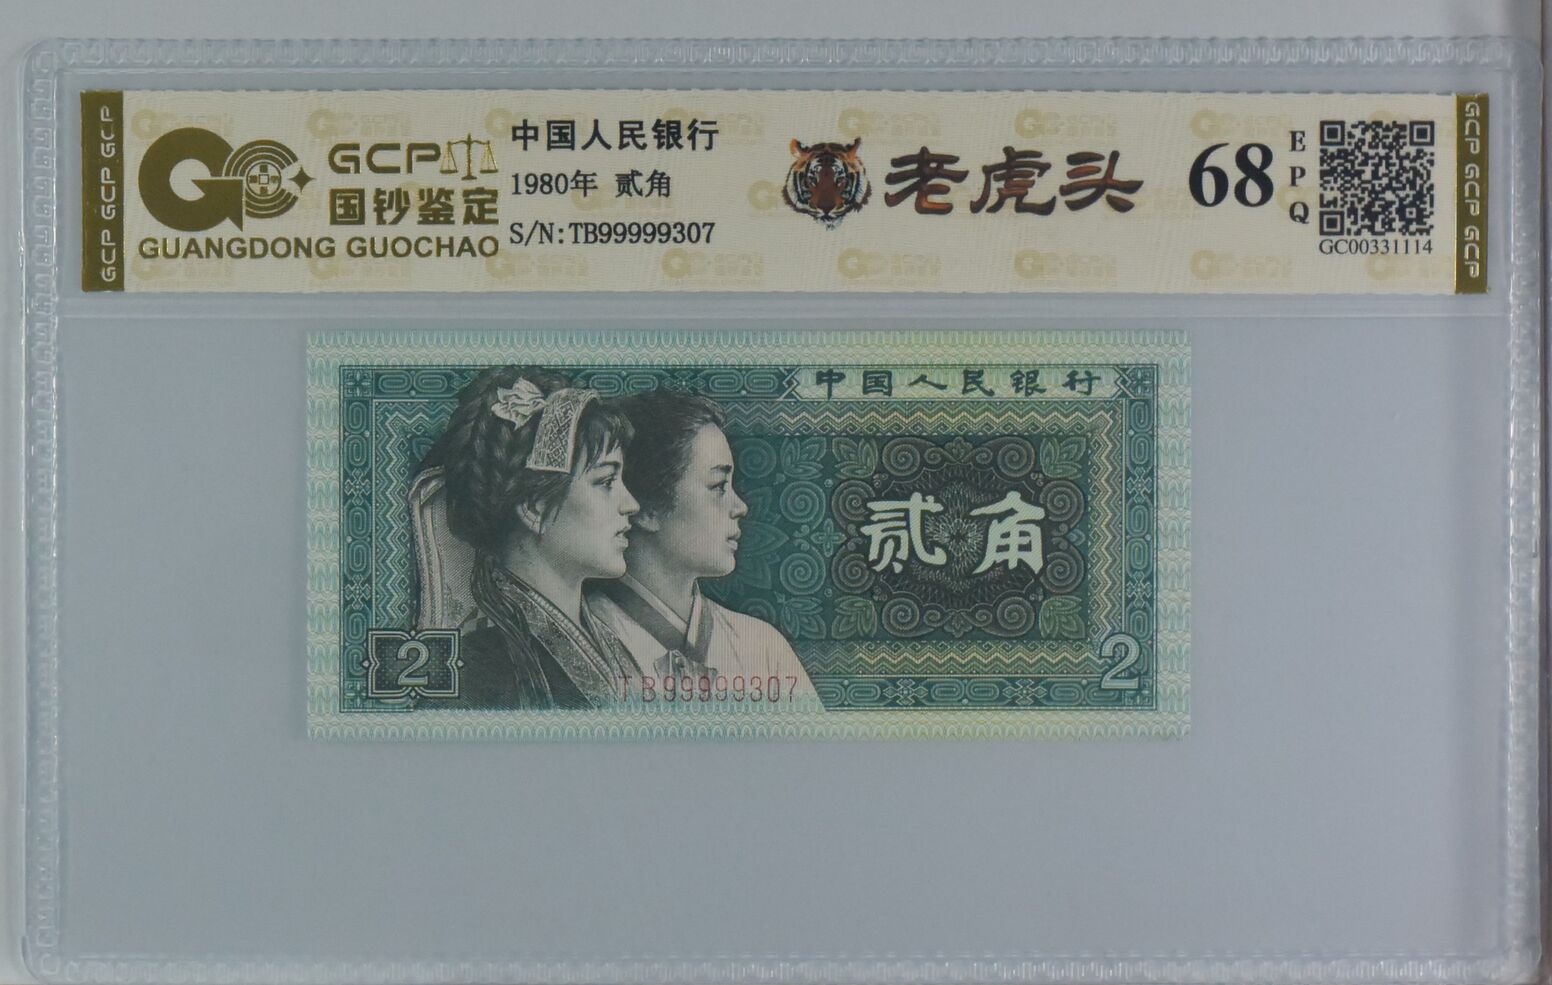 GCP GCP GCP
GC
GCP
国钞鉴定
GUANGDONG GUOCHAO
中国人民银行
1980年 贰角
S/N:TB99999307
老虎头
68
EPQ
GC00331114
GCP GCP GCP
中国人民银行
贰角
2
2
TB99999307